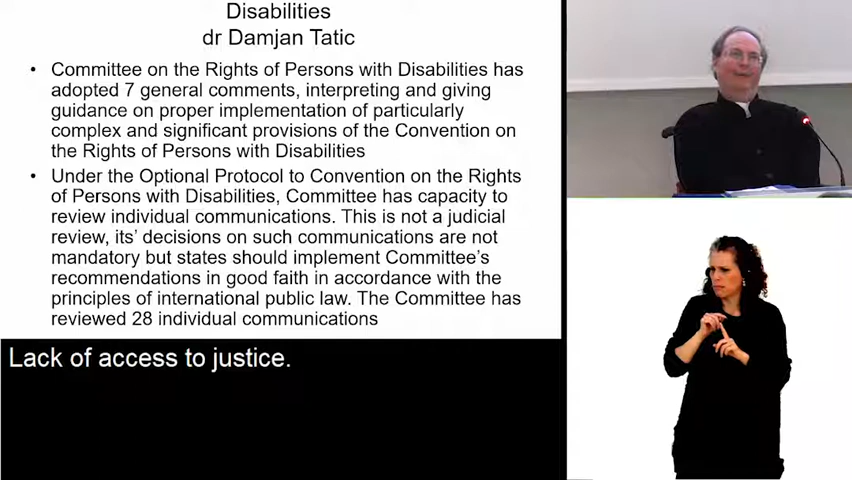 Disabilities
dr Damjan Tatic
• Committee on the Rights of Persons with Disabilities has
adopted 7 general comments, interpreting and giving
guidance on proper implementation of particularly
complex and significant provisions of the Convention on
the Rights of Persons with Disabilities
• Under the Optional Protocol to Convention on the Rights
of Persons with Disabilities, Committee has capacity to
review individual communications. This is not a judicial
review, its’ decisions on such communications are not
mandatory but states should implement Committee’s
recommendations in good faith in accordance with the
principles of international public law. The Committee has
reviewed 28 individual communications
Lack of access to justice.